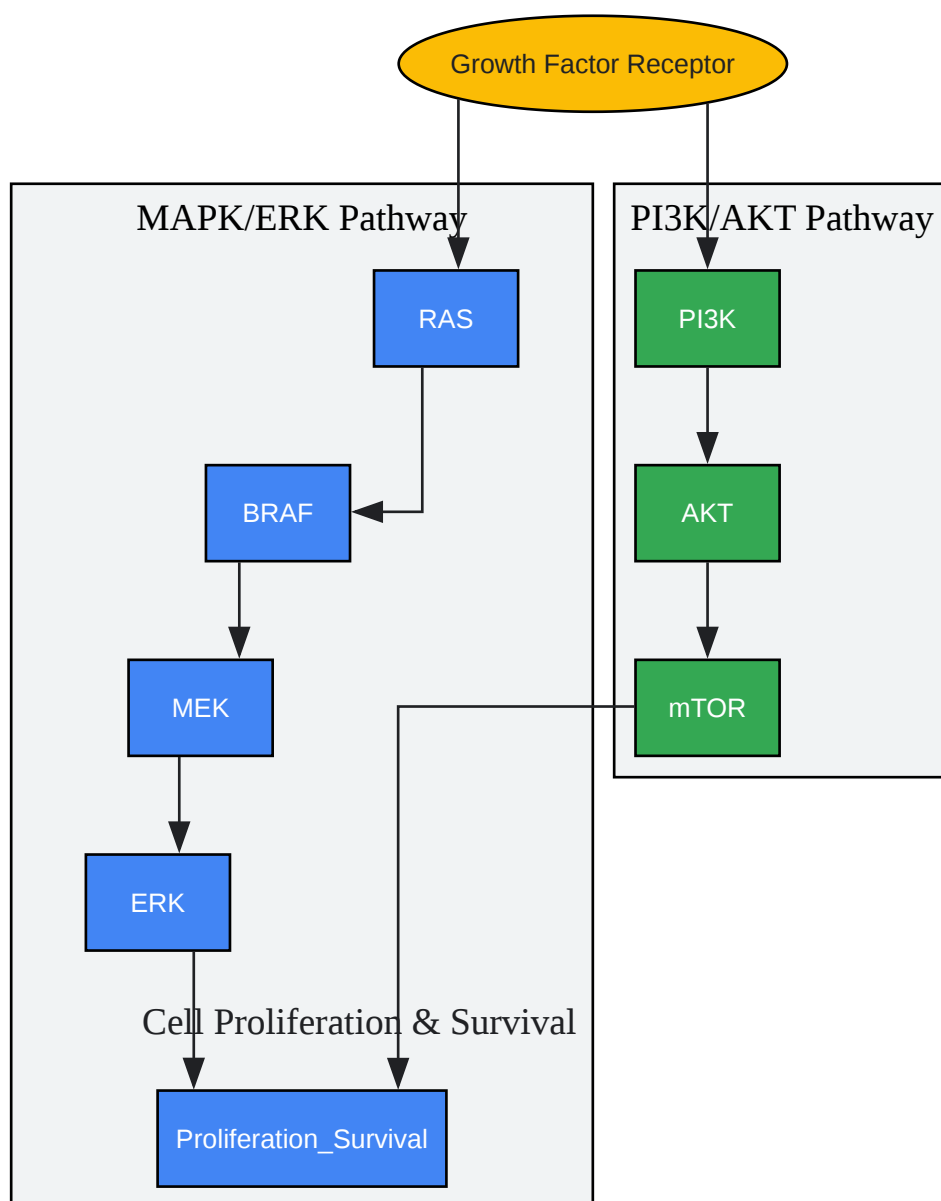 Growth Factor Receptor
MAPK/ERK Pathway
PI3K/AKT Pathway
RAS
PI3K
BRAF
AKT
MEK
mTOR
ERK
Cell Proliferation & Survival
Proliferation_Survival